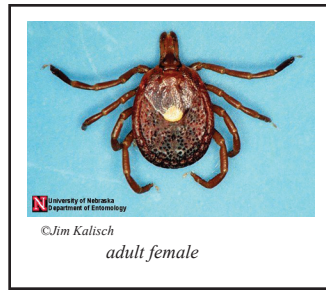 N University of Nebraska
Department of Entomology
©Jim Kalisch
adult female